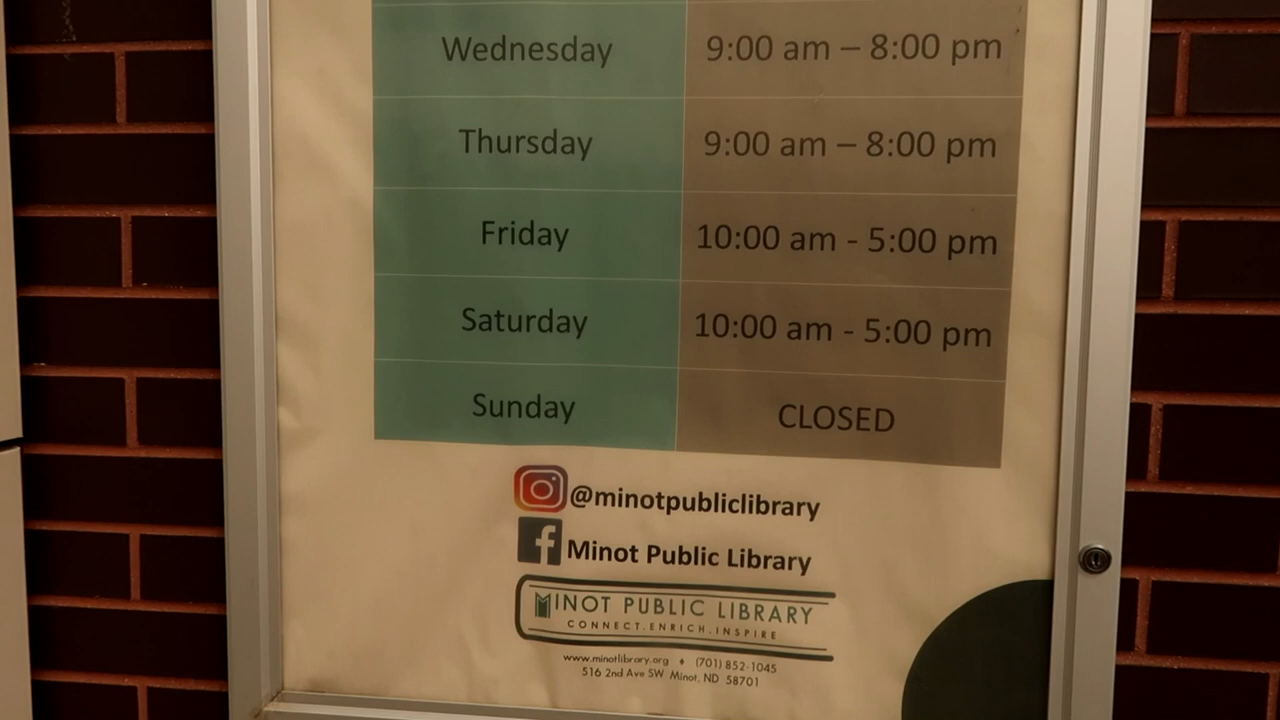 Wednesday 9:00 am – 8:00 pm
Thursday 9:00 am – 8:00 pm
Friday 10:00 am - 5:00 pm
Saturday 10:00 am - 5:00 pm
Sunday CLOSED
@minotpubliclibrary
Minot Public Library
MINOT PUBLIC LIBRARY
CONNECT.ENRICH.INSPIRE
www.minotlibrary.org ♦ (701) 852-1045
516 2nd Ave SW Minot, ND 58701